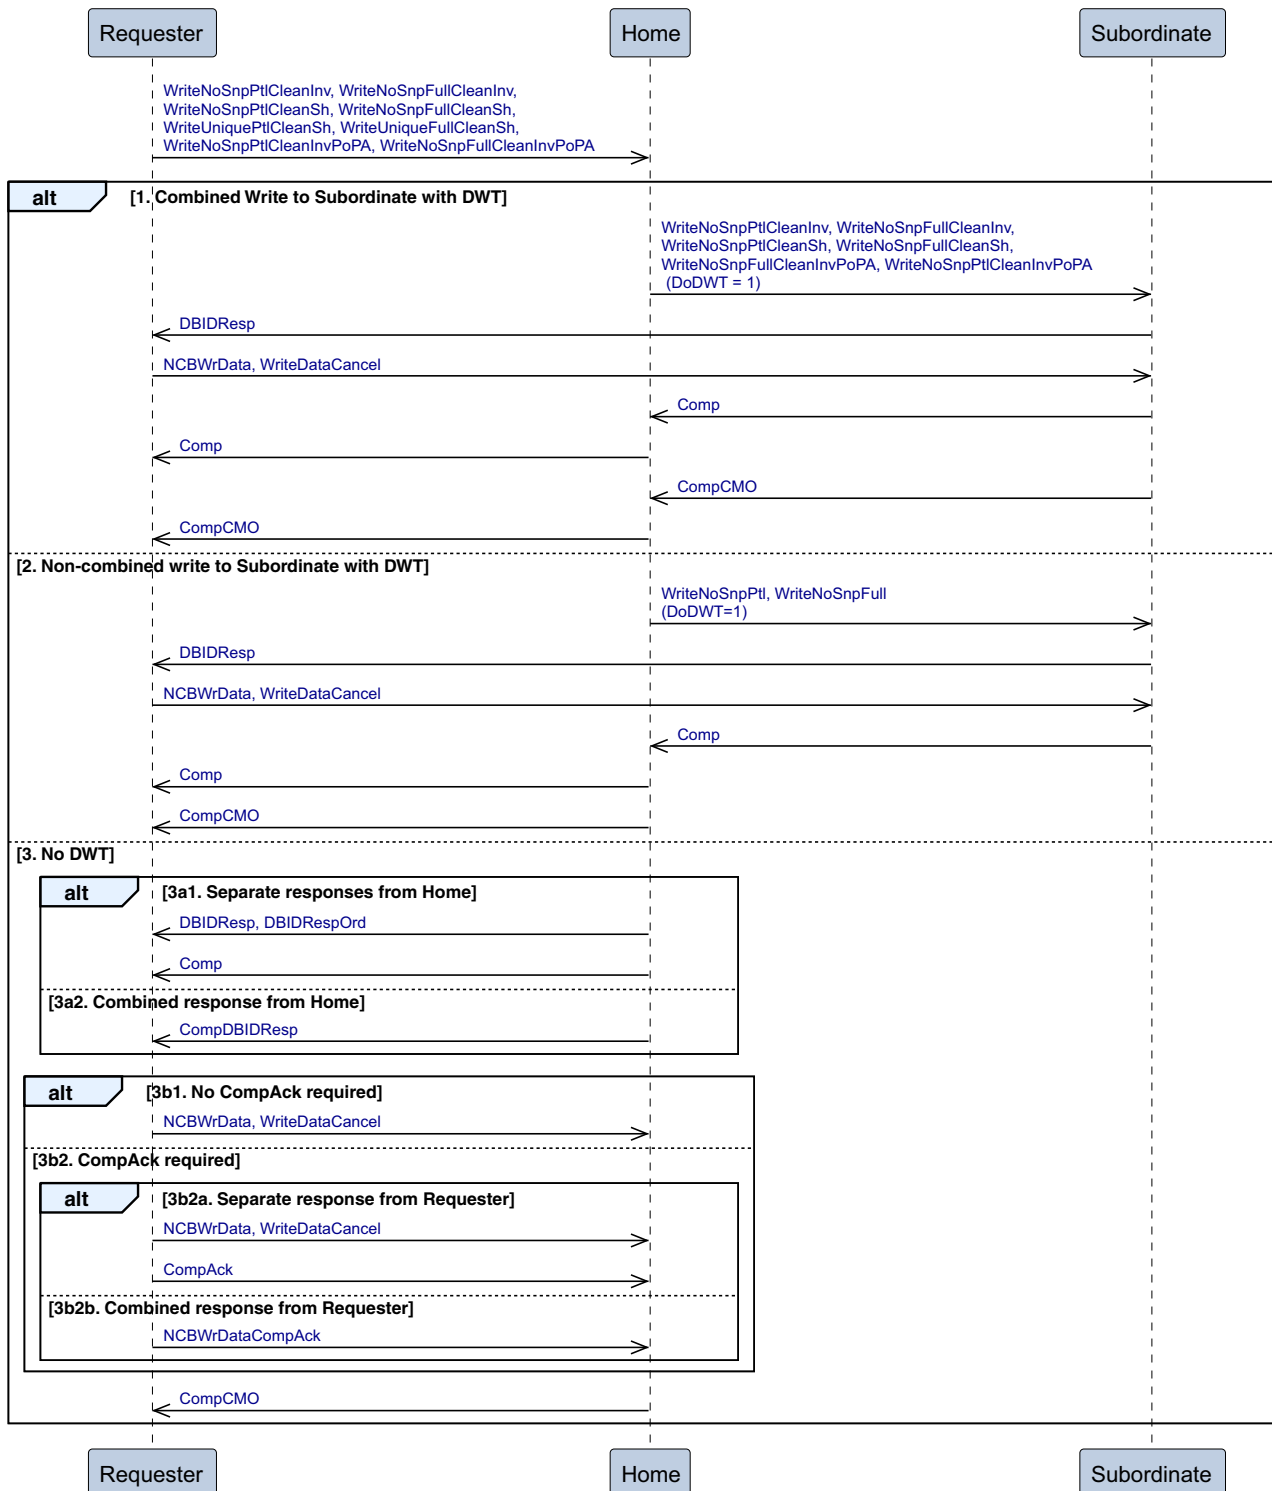 Requester
Home
Subordinate
WriteNoSnpPtlCleanInv, WriteNoSnpFullCleanInv,
WriteNoSnpPtlCleanSh, WriteNoSnpFullCleanSh,
WriteUniquePtlCleanSh, WriteUniqueFullCleanSh,
WriteNoSnpPtlCleanInvPoPA, WriteNoSnpFullCleanInvPoPA
alt
[1. Combined Write to Subordinate with DWT]
WriteNoSnpPtlCleanInv, WriteNoSnpFullCleanInv,
WriteNoSnpPtlCleanSh, WriteNoSnpFullCleanSh,
WriteNoSnpFullCleanInvPoPA, WriteNoSnpPtlCleanInvPoPA
(DoDWT = 1)
DBIDResp
NCBWrData, WriteDataCancel
Comp
Comp
CompCMO
CompCMO
[2. Non-combined write to Subordinate with DWT]
WriteNoSnpPtl, WriteNoSnpFull
(DoDWT=1)
DBIDResp
NCBWrData, WriteDataCancel
Comp
Comp
CompCMO
[3. No DWT]
alt
[3a1. Separate responses from Home]
DBIDResp, DBIDRespOrd
Comp
[3a2. Combined response from Home]
CompDBIDResp
alt
[3b1. No CompAck required]
NCBWrData, WriteDataCancel
[3b2. CompAck required]
alt
[3b2a. Separate response from Requester]
NCBWrData, WriteDataCancel
CompAck
[3b2b. Combined response from Requester]
NCBWrDataCompAck
CompCMO
Requester
Home
Subordinate